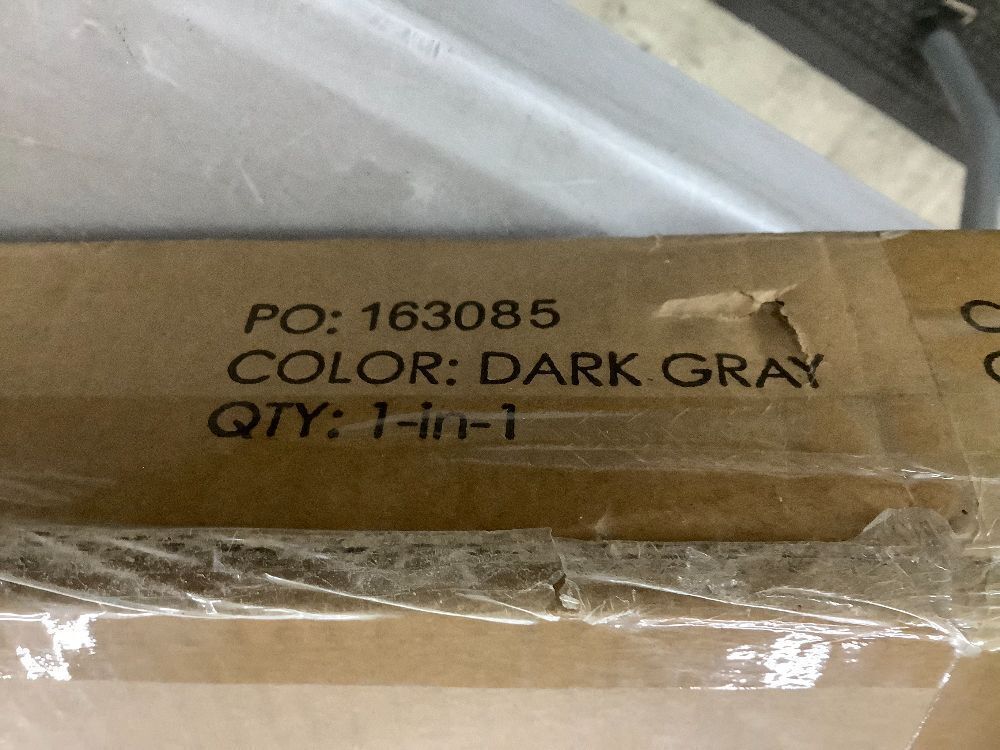 PO: 163085
COLOR: DARK GRAY
QTY: 1-in-1